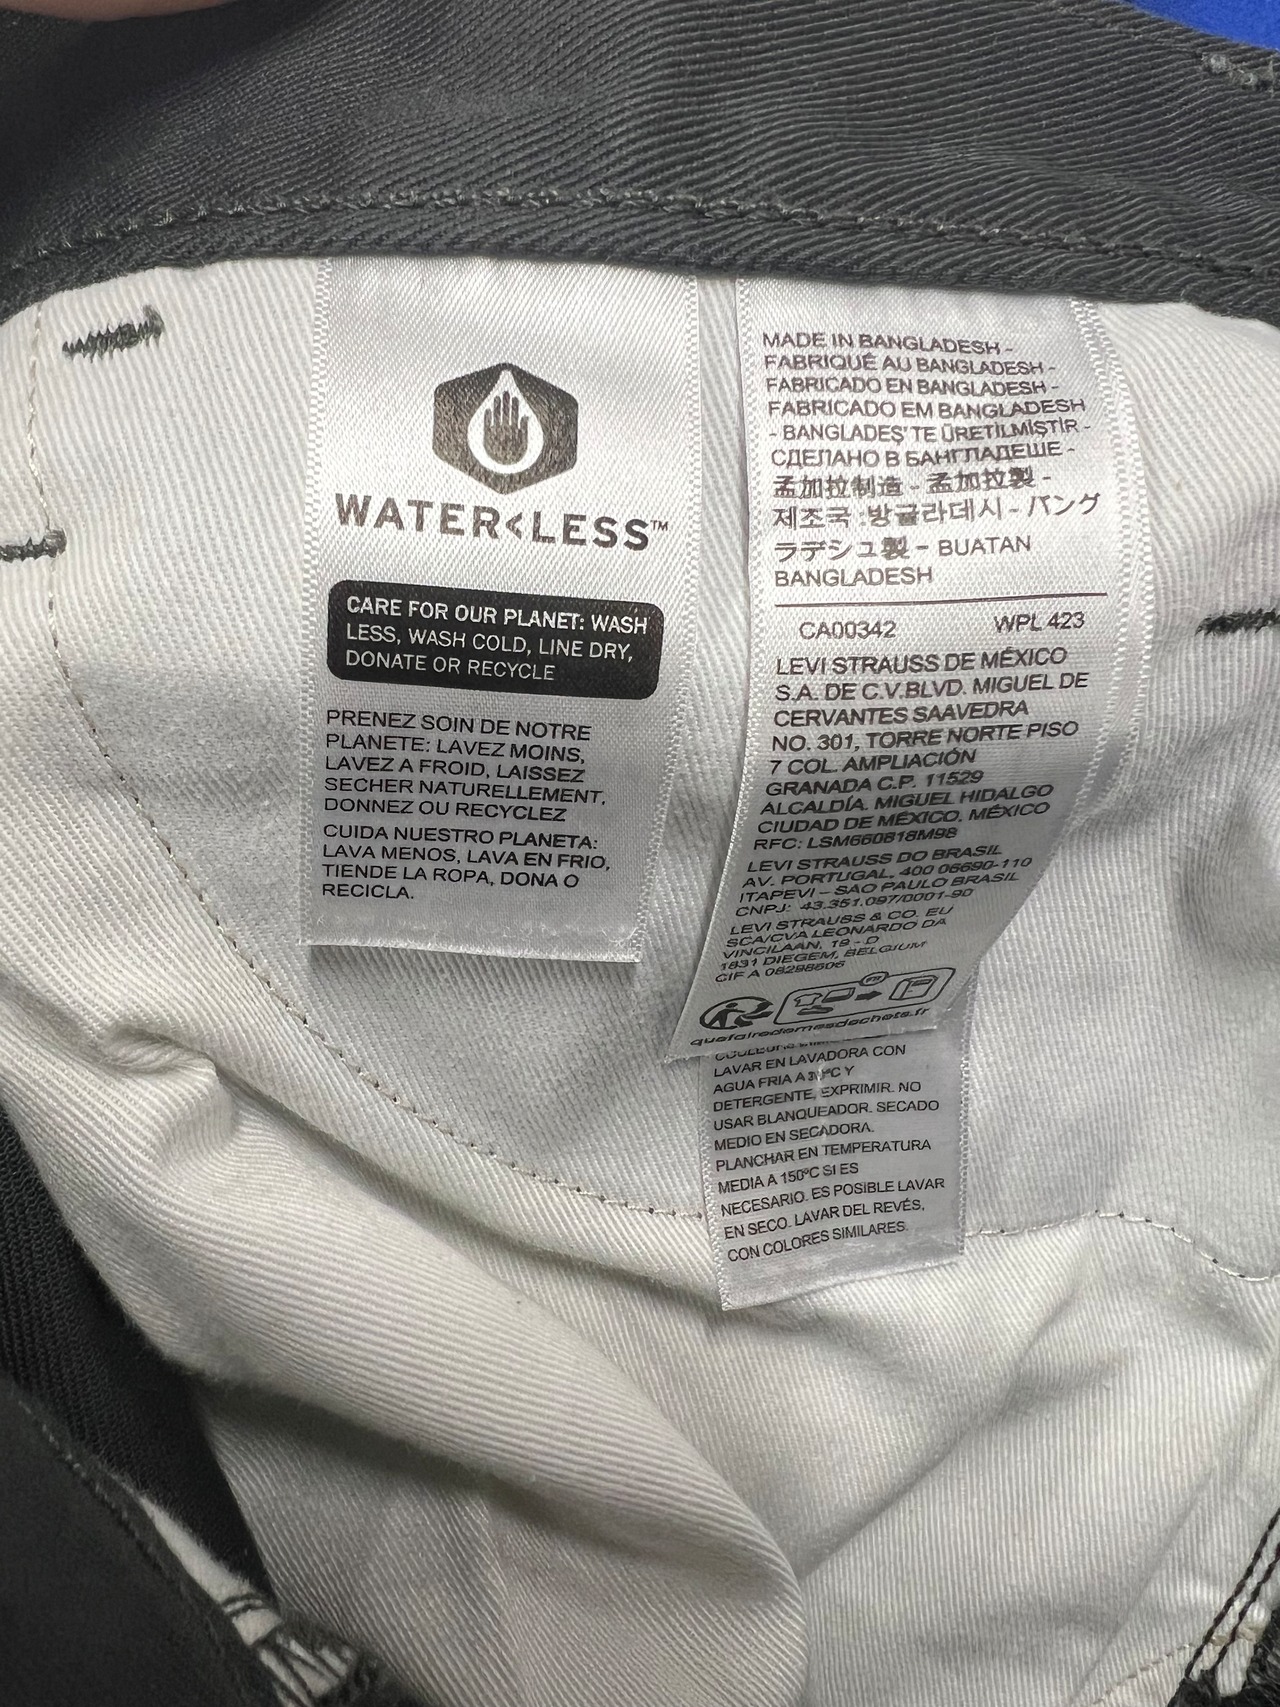 WATER<LESS™
CARE FOR OUR PLANET: WASH
LESS, WASH COLD, LINE DRY,
DONATE OR RECYCLE
PRENEZ SOIN DE NOTRE
PLANETE: LAVEZ MOINS,
LAVEZ A FROID, LAISSEZ
SECHER NATURELLEMENT,
DONNEZ OU RECYCLEZ
CUIDA NUESTRO PLANETA:
LAVA MENOS, LAVA EN FRIO,
TIENDE LA ROPA, DONA O
RECICLA.
MADE IN BANGLADESH -
FABRIQUÉ AU BANGLADESH -
FABRICADO EN BANGLADESH -
FABRICADO EM BANGLADESH
- BANGLADEŞ'TE ÜRETİLMİŞTİR -
СДЕЛАНО В БАНГЛАДЕШЕ -
孟加拉制造 - 孟加拉製 -
제조국 :방글라데시 - バング
ラデシュ製 - BUATAN
BANGLADESH
CA00342 WPL 423
LEVI STRAUSS DE MÉXICO
S.A. DE C.V.BLVD. MIGUEL DE
CERVANTES SAAVEDRA
NO. 301, TORRE NORTE PISO
7 COL. AMPLIACIÓN
GRANADA C.P. 11529
ALCALDÍA. MIGUEL HIDALGO
CIUDAD DE MÉXICO. MÉXICO
RFC: LSM660818M98
LEVI STRAUSS DO BRASIL
AV. PORTUGAL, 400 06690-110
ITAPEVI – SAO PAULO BRASIL
CNPJ: 43.351.097/0001-90
LEVI STRAUSS & CO. EU
SCA/CVA LEONARDO DA
VINCILAAN, 19 - D
1831 DIEGEM, BELGIUM
CIF A 08298606
quefairedemesdechets.fr
LAVAR EN LAVADORA CON
AGUA FRIA A Y
DETERGENTE, EXPRIMIR. NO
USAR BLANQUEADOR. SECADO
MEDIO EN SECADORA.
PLANCHAR EN TEMPERATURA
MEDIA A 150ºC SI ES
NECESARIO. ES POSIBLE LAVAR
EN SECO. LAVAR DEL REVÉS,
CON COLORES SIMILARES.